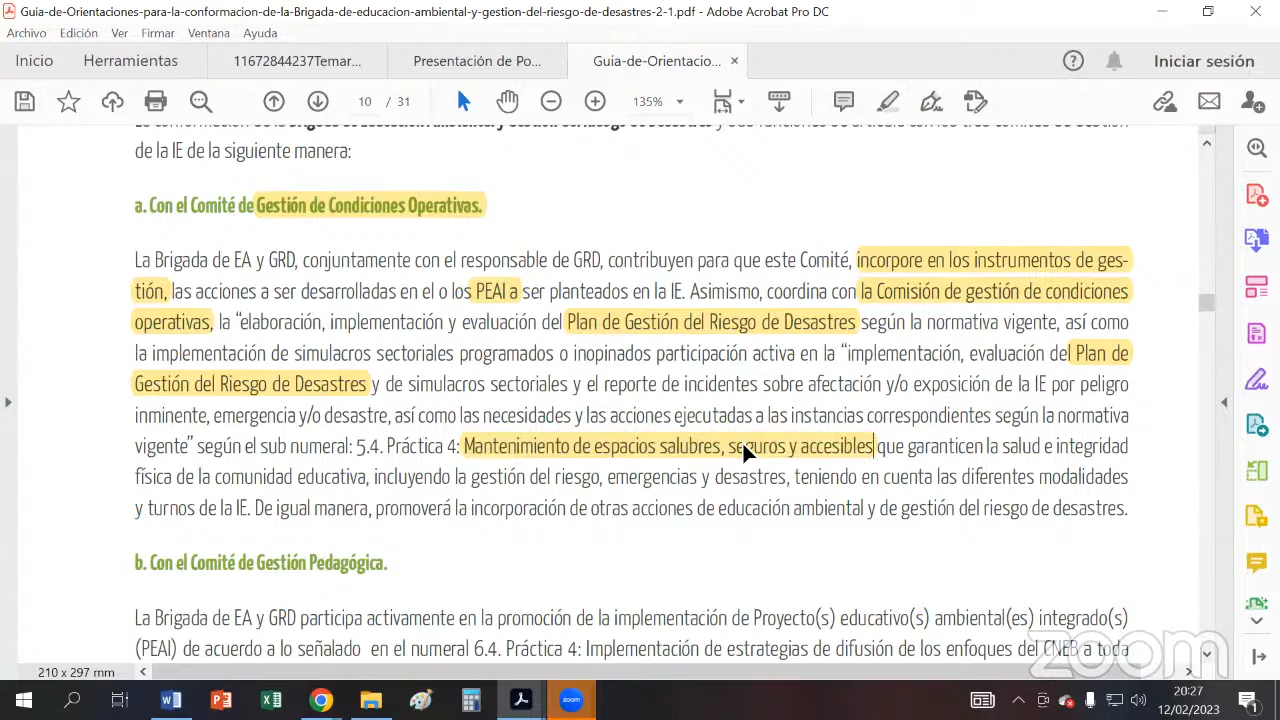 Guia-de-Orientaciones-para-la-conformacion-de-la-Brigada-de-educacion-ambiental-y-gestion-del-riesgo-de-desastres-2-1.pdf - Adobe Acrobat Pro DC
Archivo Edición Ver Firmar Ventana Ayuda
Inicio Herramientas 11672844237Temar... Presentación de Po... Guia-de-Orientacio... × Iniciar sesión
10 / 31 135%
de la IE de la siguiente manera:
a. Con el Comité de Gestión de Condiciones Operativas.
La Brigada de EA y GRD, conjuntamente con el responsable de GRD, contribuyen para que este Comité, incorpore en los instrumentos de ges-
tión, las acciones a ser desarrolladas en el o los PEAI a ser planteados en la IE. Asimismo, coordina con la Comisión de gestión de condiciones
operativas, la “elaboración, implementación y evaluación del Plan de Gestión del Riesgo de Desastres según la normativa vigente, así como
la implementación de simulacros sectoriales programados o inopinados participación activa en la “implementación, evaluación del Plan de
Gestión del Riesgo de Desastres y de simulacros sectoriales y el reporte de incidentes sobre afectación y/o exposición de la IE por peligro
inminente, emergencia y/o desastre, así como las necesidades y las acciones ejecutadas a las instancias correspondientes según la normativa
vigente” según el sub numeral: 5.4. Práctica 4: Mantenimiento de espacios salubres, seguros y accesibles que garanticen la salud e integridad
física de la comunidad educativa, incluyendo la gestión del riesgo, emergencias y desastres, teniendo en cuenta las diferentes modalidades
y turnos de la IE. De igual manera, promoverá la incorporación de otras acciones de educación ambiental y de gestión del riesgo de desastres.
b. Con el Comité de Gestión Pedagógica.
La Brigada de EA y GRD participa activamente en la promoción de la implementación de Proyecto(s) educativo(s) ambiental(es) integrado(s)
(PEAI) de acuerdo a lo señalado en el numeral 6.4. Práctica 4: Implementación de estrategias de difusión de los enfoques del CNEB a toda
zoom
210 x 297 mm
zoom
20:27
12/02/2023
1